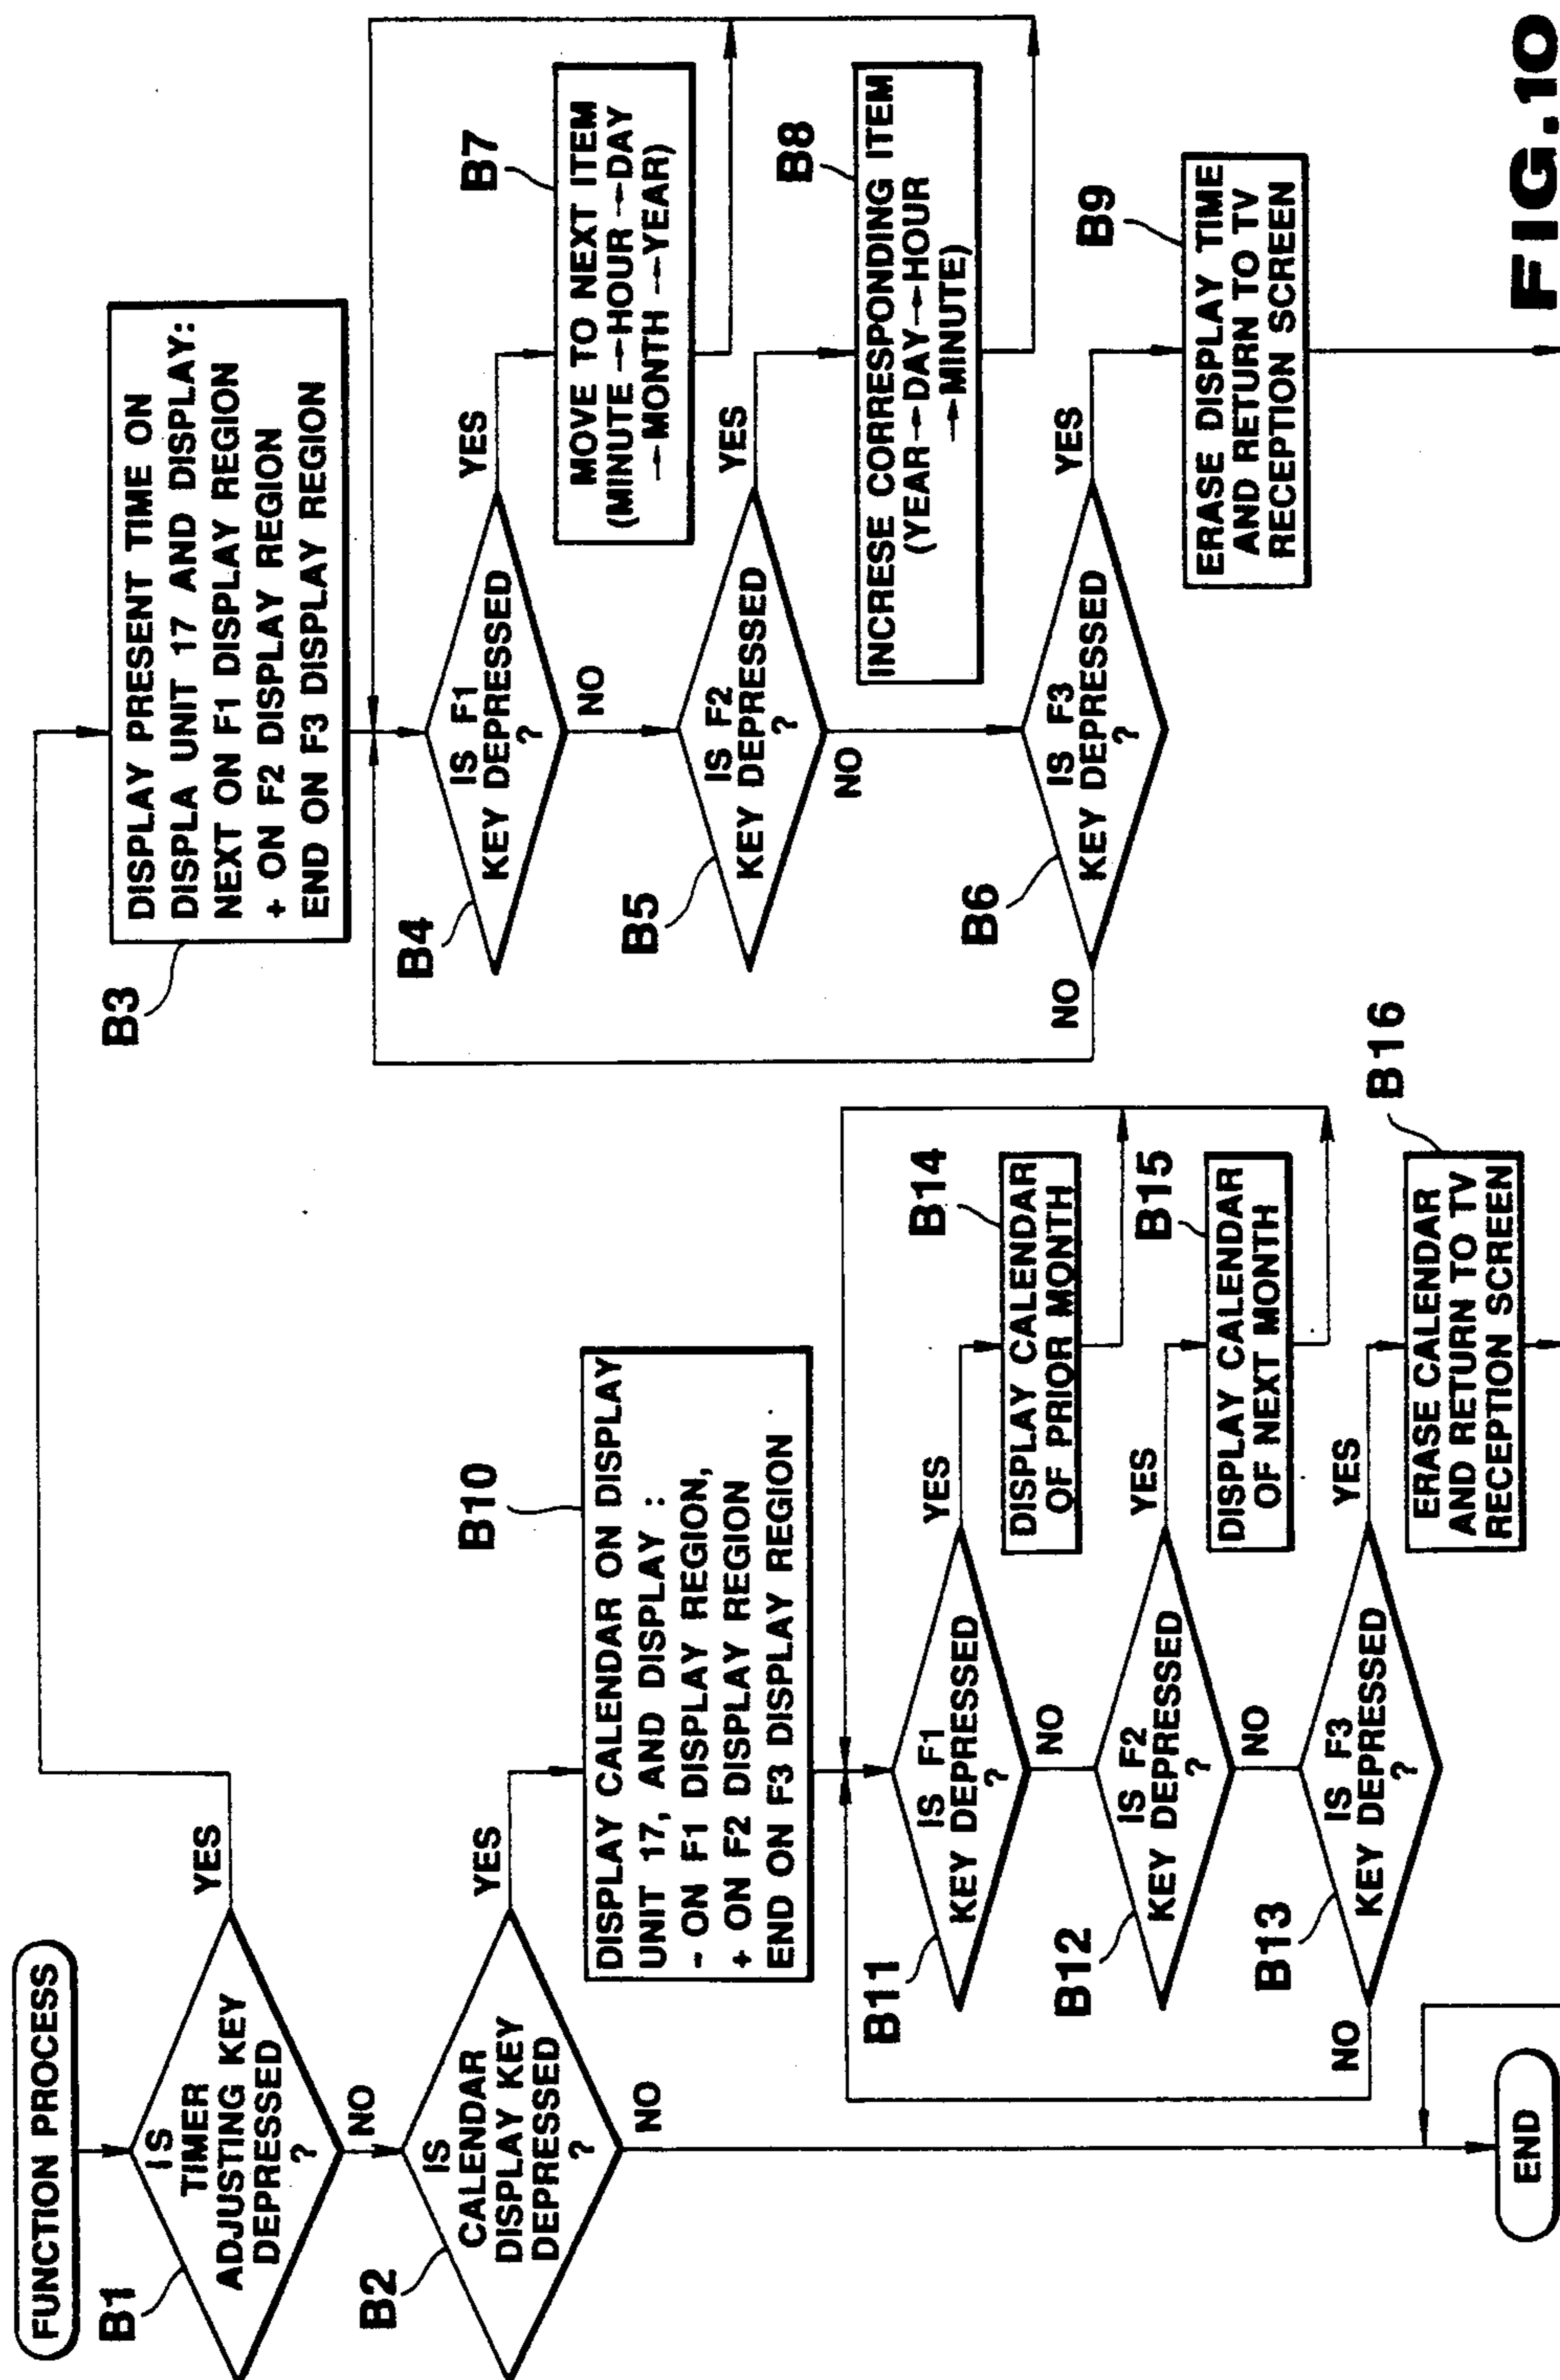 FUNCTION PROCESS
B1
IS
TIMER
ADJUSTING KEY
DEPRESSED
?
YES
NO
B2
IS
CALENDAR
DISPLAY KEY
DEPRESSED
?
YES
NO
END
B3
DISPLAY PRESENT TIME ON
DISPLA UNIT 17 AND DISPLAY:
NEXT ON F1 DISPLAY REGION
+ ON F2 DISPLAY REGION
END ON F3 DISPLAY REGION
B4
IS F1
KEY DEPRESSED
?
YES
NO
B7
MOVE TO NEXT ITEM
(MINUTE→HOUR→DAY
→MONTH→YEAR)
B5
IS F2
KEY DEPRESSED
?
YES
NO
B8
INCRESE CORRESPONDING ITEM
(YEAR→DAY→HOUR
→MINUTE)
B6
IS F3
KEY DEPRESSED
?
YES
NO
B9
ERASE DISPLAY TIME
AND RETURN TO TV
RECEPTION SCREEN
B10
DISPLAY CALENDAR ON DISPLAY
UNIT 17, AND DISPLAY :
- ON F1 DISPLAY REGION,
+ ON F2 DISPLAY REGION
END ON F3 DISPLAY REGION
B11
IS F1
KEY DEPRESSED
?
YES
NO
B14
DISPLAY CALENDAR
OF PRIOR MONTH
B12
IS F2
KEY DEPRESSED
?
YES
NO
B15
DISPLAY CALENDAR
OF NEXT MONTH
B13
IS F3
KEY DEPRESSED
?
YES
NO
B16
ERASE CALENDAR
AND RETURN TO TV
RECEPTION SCREEN
FIG.10